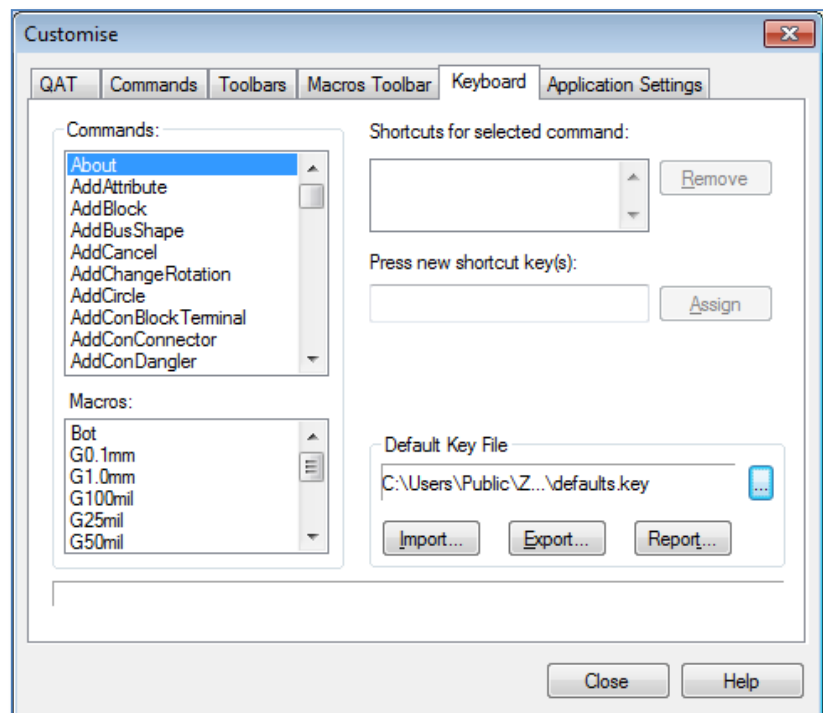 Customise
QAT Commands Toolbars Macros Toolbar Keyboard Application Settings
Commands:
About
AddAttribute
AddBlock
AddBusShape
AddCancel
AddChangeRotation
AddCircle
AddConBlockTerminal
AddConConnector
AddConDangler
Macros:
Bot
G0.1mm
G1.0mm
G100mil
G25mil
G50mil
Shortcuts for selected command:
Remove
Press new shortcut key(s):
Assign
Default Key File
C:\Users\Public\Z...\defaults.key
...
Import... Export... Report...
Close Help